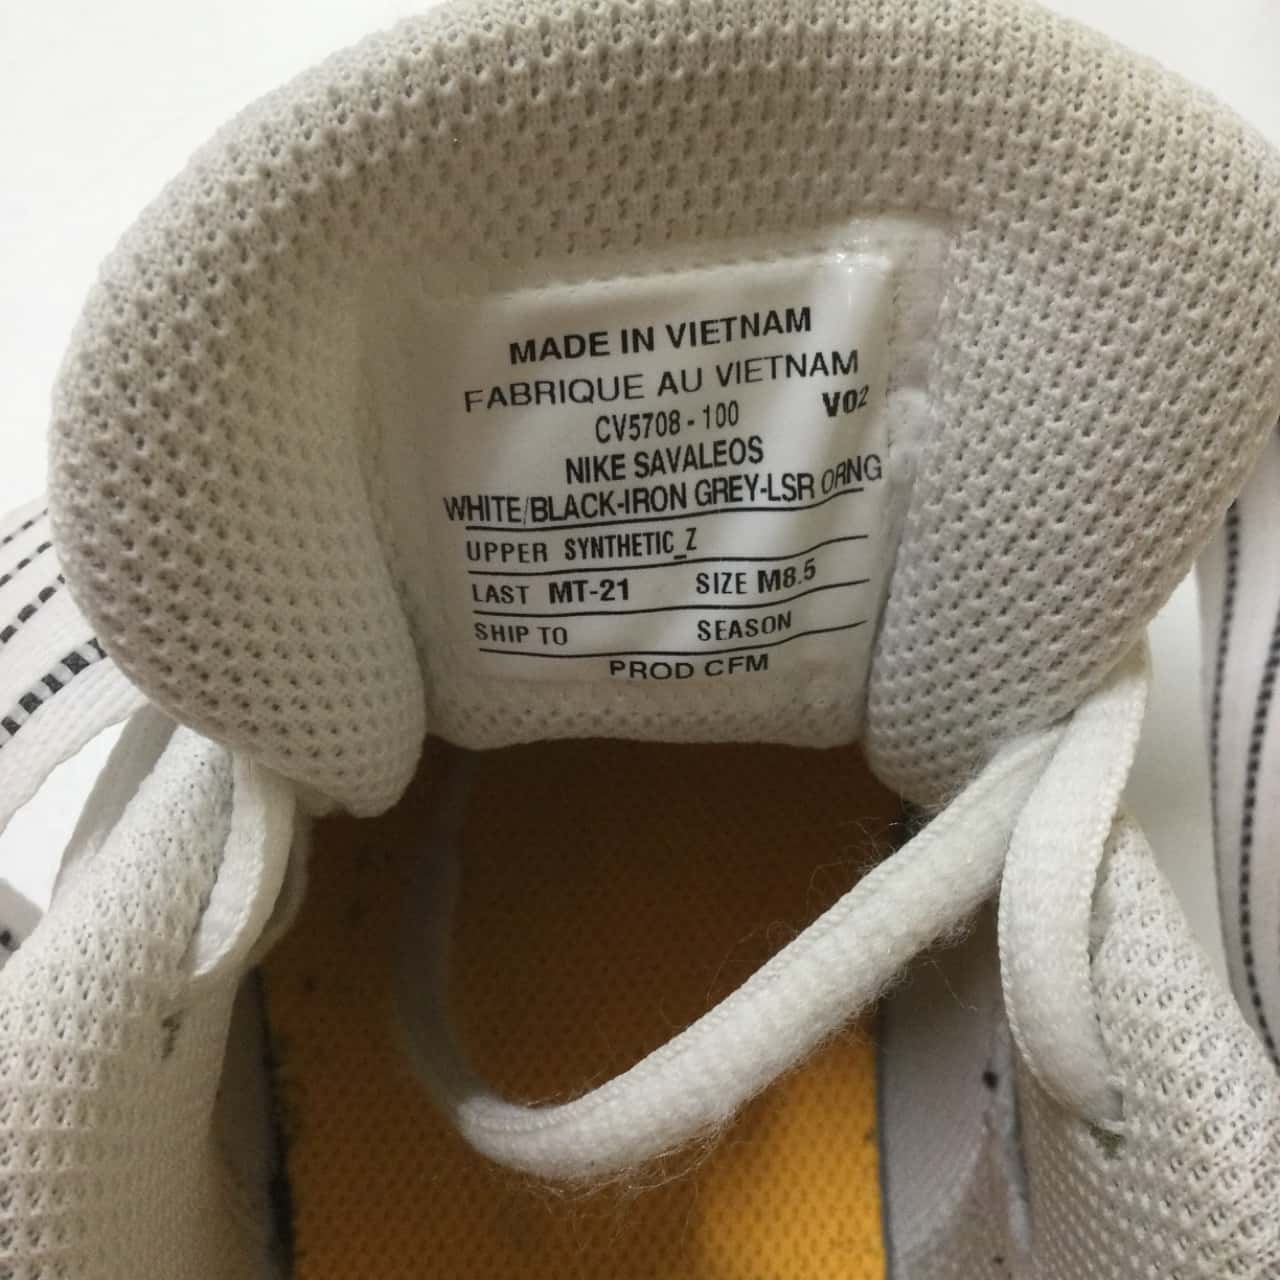 MADE IN VIETNAM
FABRIQUE AU VIETNAM
CV5708 - 100 V02
NIKE SAVALEOS
WHITE/BLACK-IRON GREY-LSR ORNG
UPPER SYNTHETIC_Z
LAST MT-21 SIZE M8.5
SHIP TO SEASON
PROD CFM